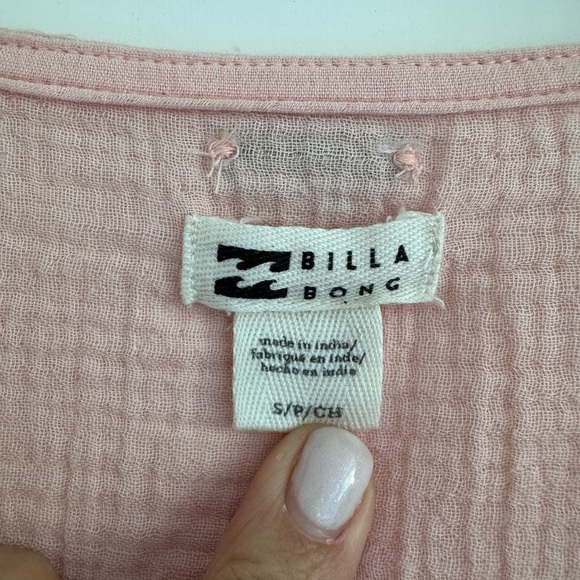 BILLA
BONG
made in india/
fabriqué en inde/
hecho en india
S/P/CH